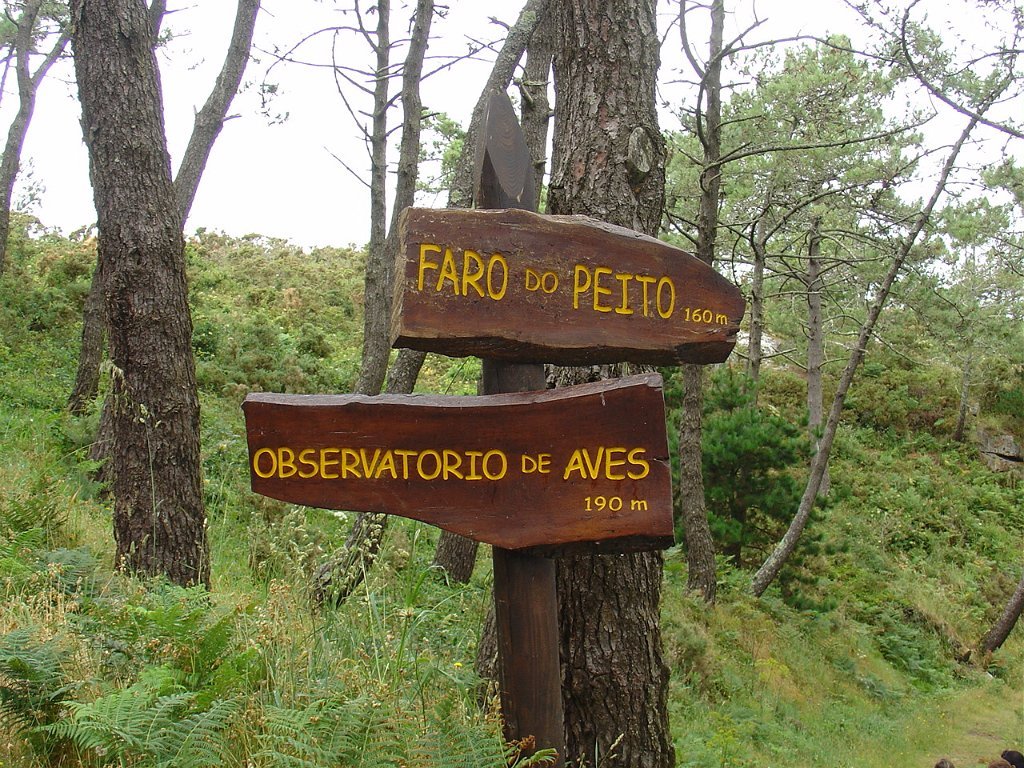 FARO DO PEITO
160 m
OBSERVATORIO DE AVES
190 m